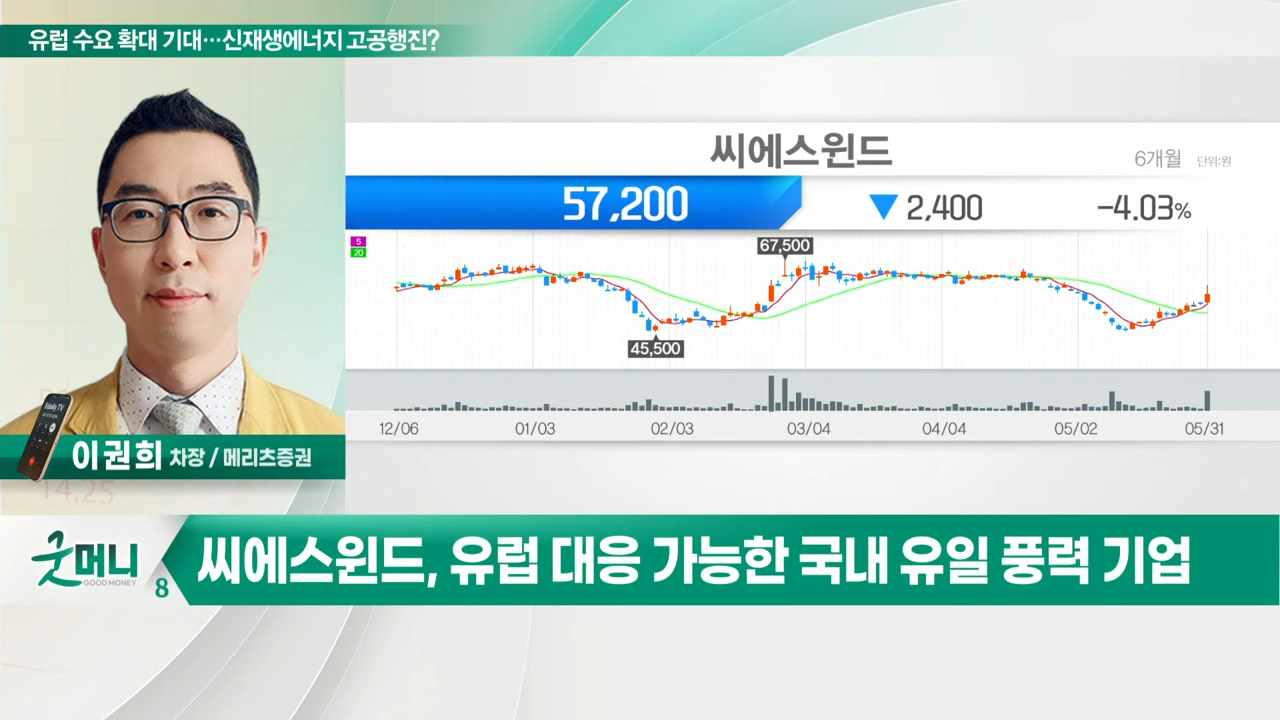 유럽 수요 확대 기대…신재생에너지 고공행진?
씨에스윈드
6개월 단위:원
57,200 ▼ 2,400 -4.03%
5
20
67,500
45,500
12/06 01/03 02/03 03/04 04/04 05/02 05/31
Edaily TV
이권희 차장 / 메리츠증권
14.25
굿머니
GOOD MONEY
8
씨에스윈드, 유럽 대응 가능한 국내 유일 풍력 기업